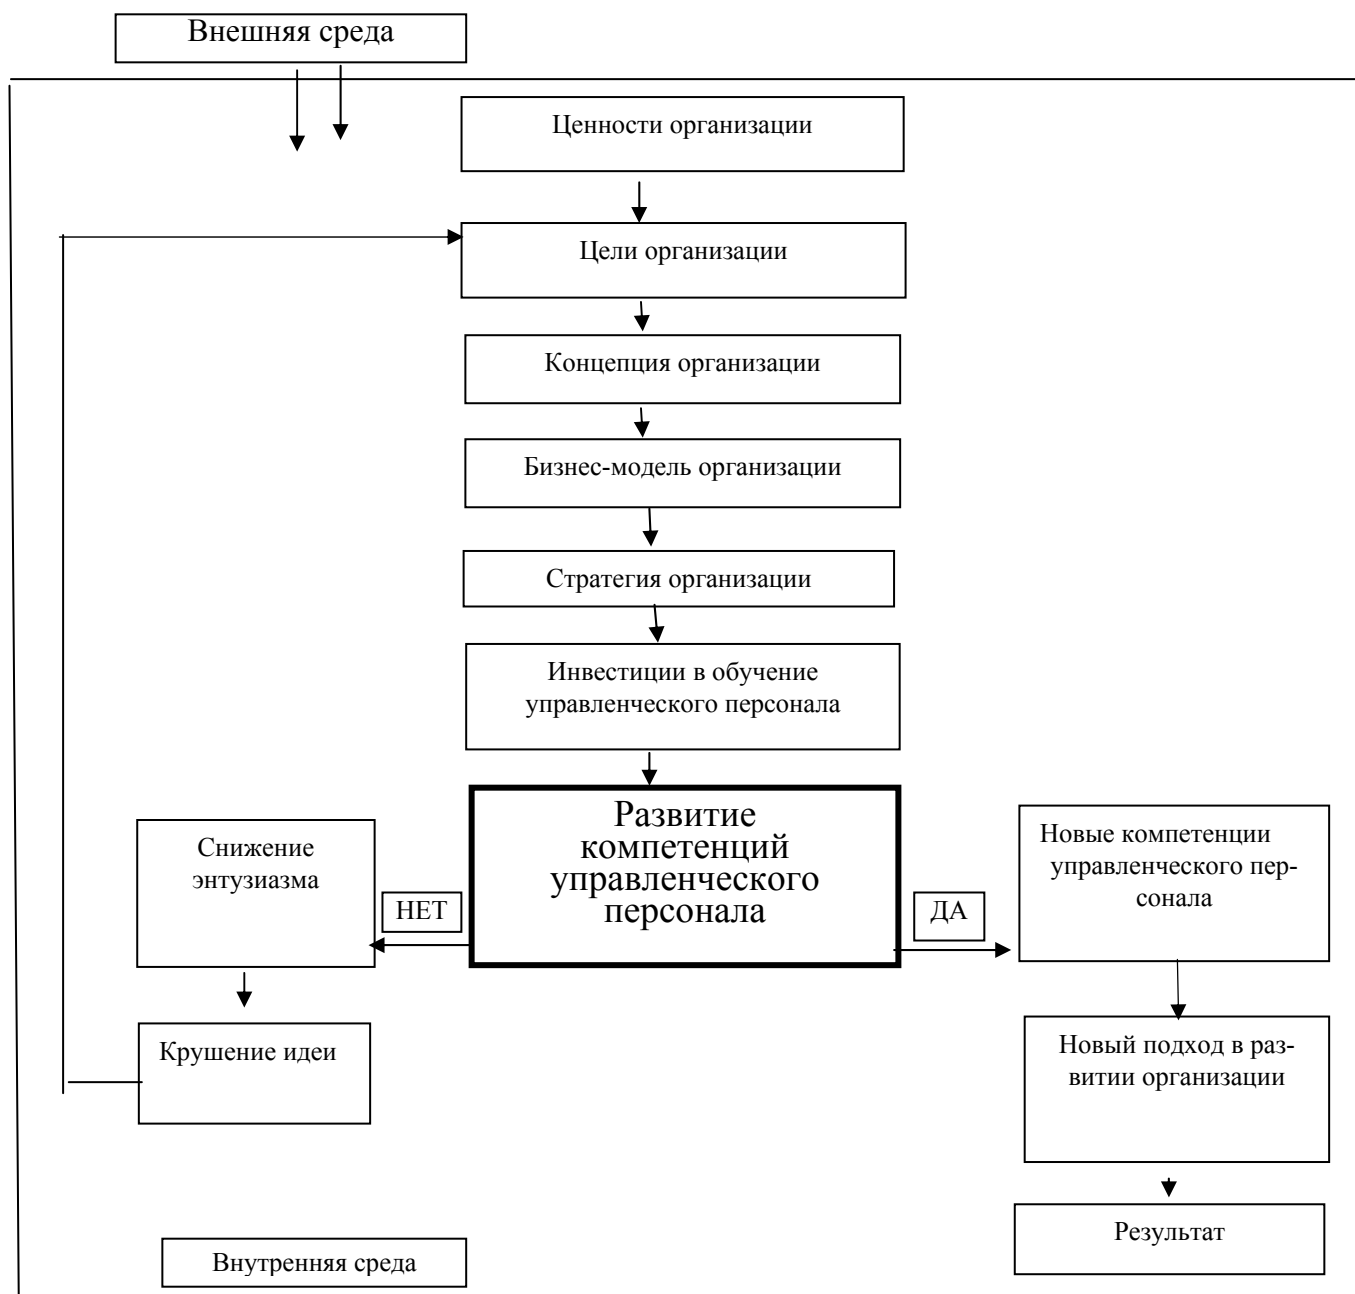 Внешняя среда
Ценности организации
Цели организации
Концепция организации
Бизнес-модель организации
Стратегия организации
Инвестиции в обучение
управленческого персонала
Развитие
компетенций
управленческого
персонала
Снижение
энтузиазма
НЕТ
ДА
Новые компетенции
управленческого пер-
сонала
Крушение идеи
Новый подход в раз-
витии организации
Результат
Внутренняя среда